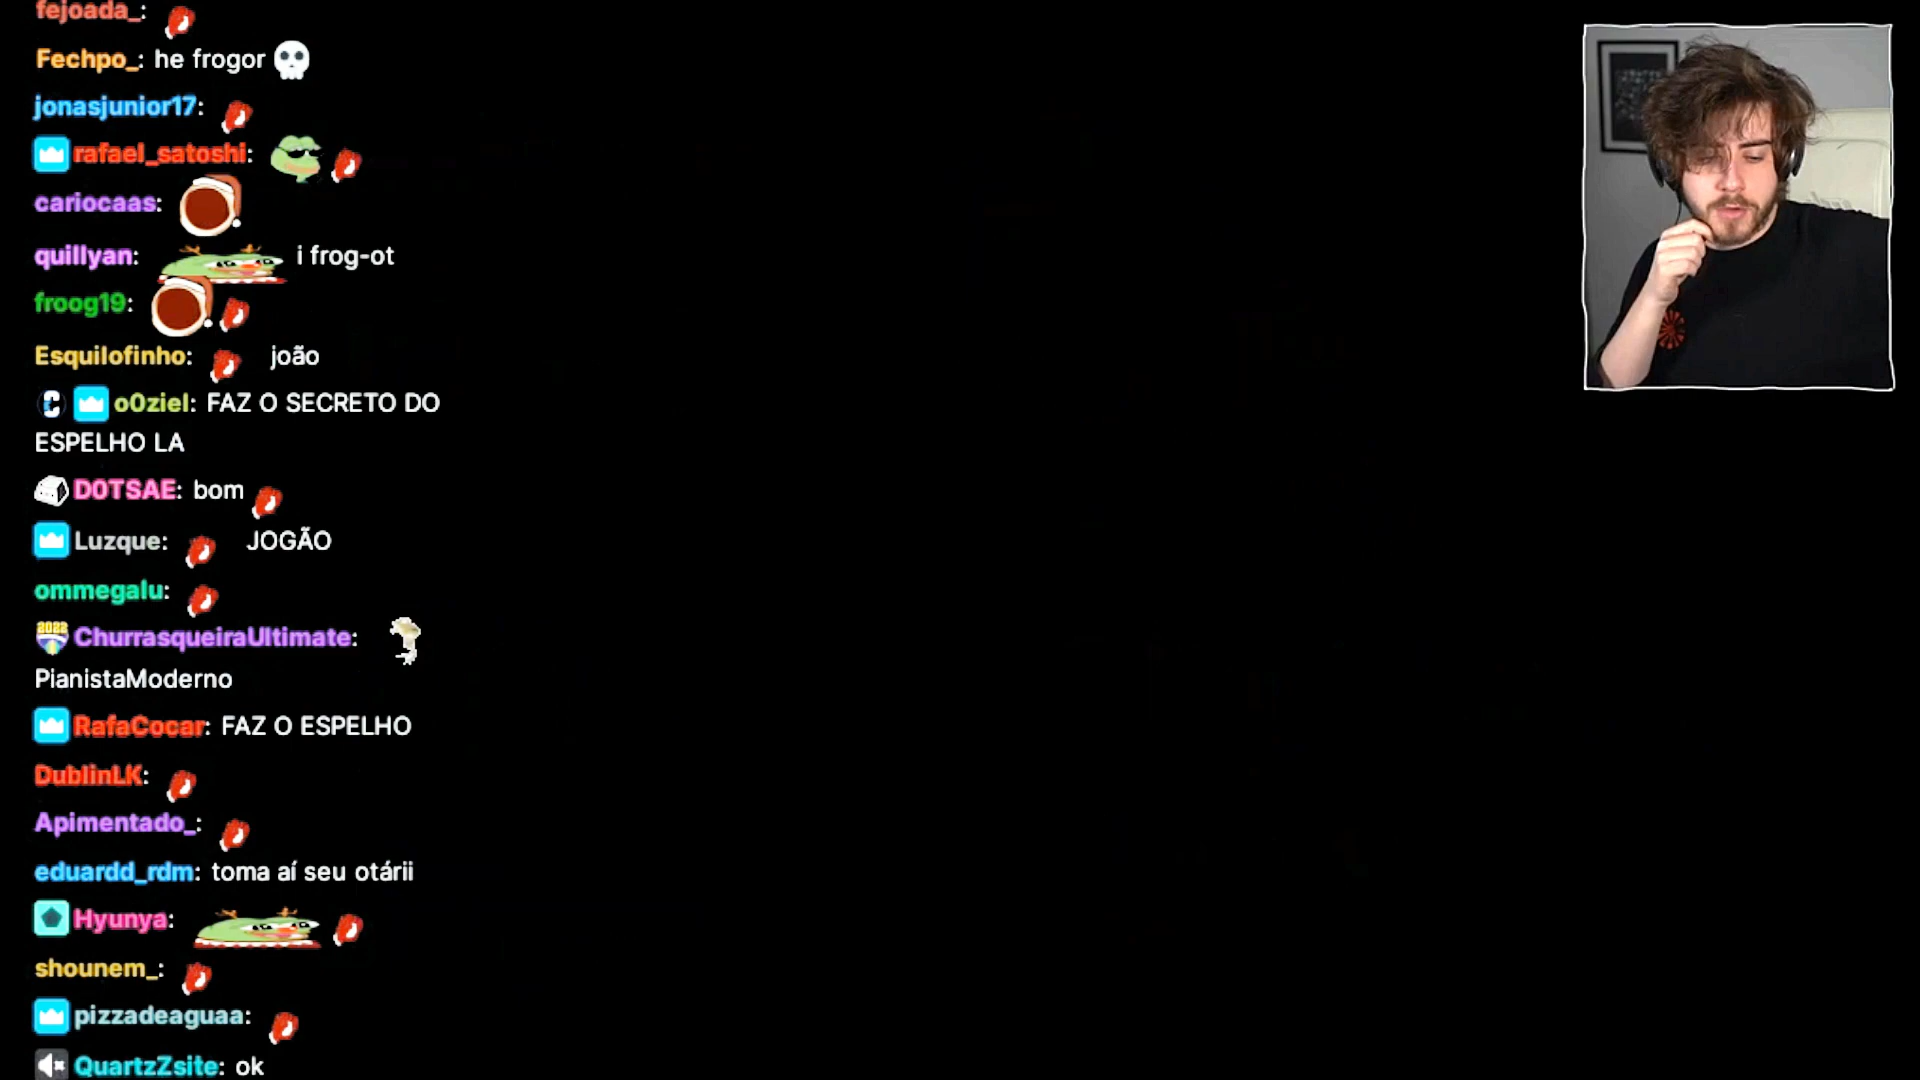 fejoada_:
Fechpo_: he frogor
jonasjunior17:
rafael_satoshi:
cariocaas:
quillyan: i frog-ot
froog19:
Esquilofinho: joão
o0ziel: FAZ O SECRETO DO
ESPELHO LA
D0TSAE: bom
Luzque: JOGÃO
ommegalu:
2022 ChurrasqueiraUltimate:
PianistaModerno
RafaCocar: FAZ O ESPELHO
DublinLK:
Apimentado_:
eduardd_rdm: toma aí seu otárii
Hyunya:
shounem_:
pizzadeaguaa:
QuartzZsite: ok